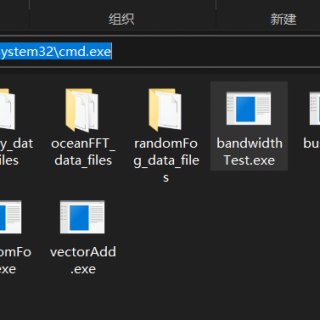 组织 新建
ystem32\cmd.exe
y_dat oceanFFT_ randomFo bandwidth bu
iles data_files g_data_file Test.exe
s
omFo vectorAdd
exe .exe